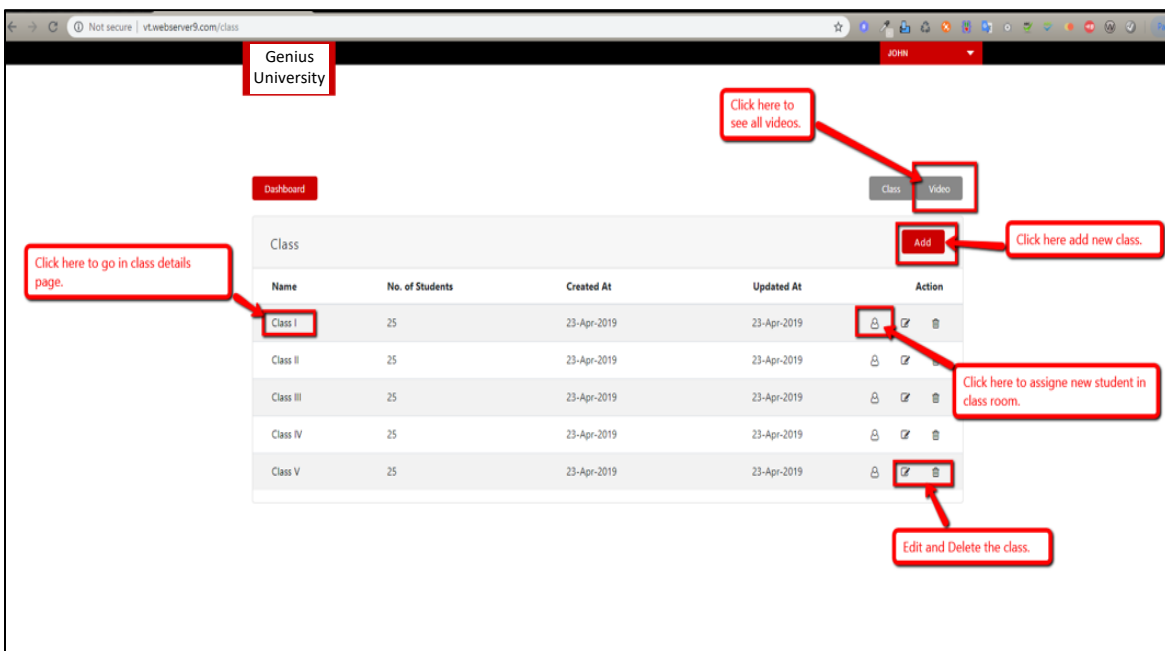 Not secure | vt.webserver9.com/class
Genius
University
JOHN
Click here to
see all videos.
Dashboard
Class Video
Class
Add
Click here add new class.
Click here to go in class details
page.
Name No. of Students Created At Updated At Action
Class I 25 23-Apr-2019 23-Apr-2019
Class II 25 23-Apr-2019 23-Apr-2019
Click here to assigne new student in
class room.
Class III 25 23-Apr-2019 23-Apr-2019
Class IV 25 23-Apr-2019 23-Apr-2019
Class V 25 23-Apr-2019 23-Apr-2019
Edit and Delete the class.